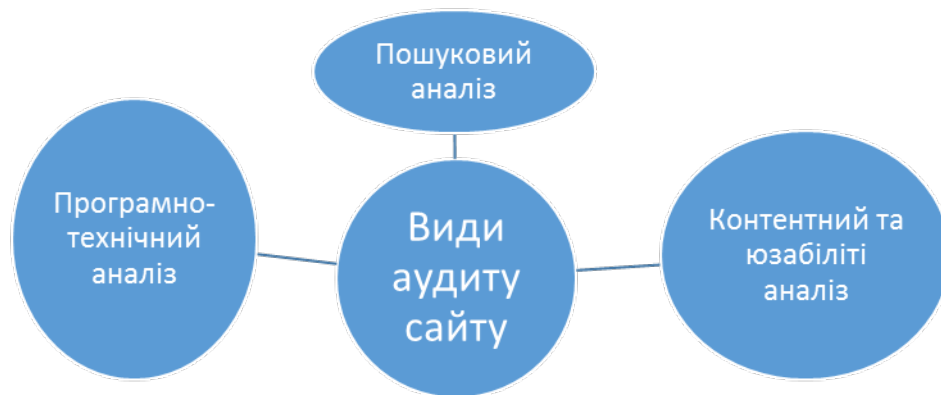 Пошуковий
аналіз
Програмно-
технічний
аналіз
Види
аудиту
сайту
Контентний та
юзабіліті
аналіз